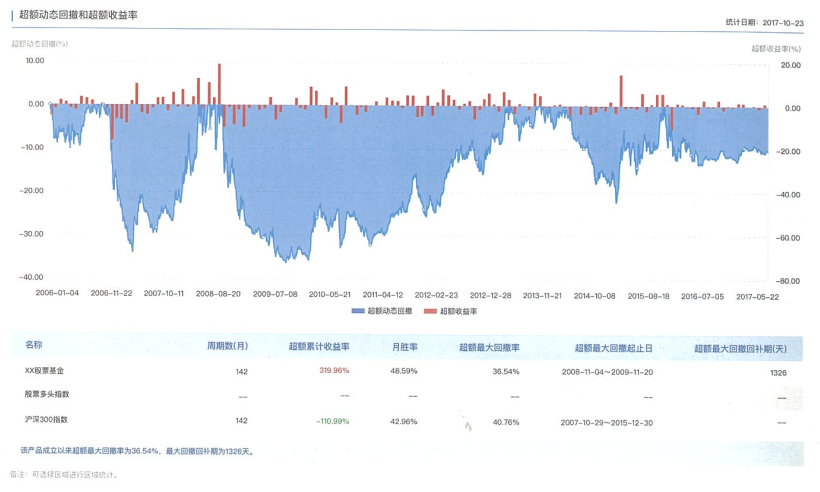 超额动态回撤和超额收益率
统计日期：2017-10-23
超额动态回撤(%)
超额收益率(%)
10.00
0.00
-10.00
-20.00
-30.00
-40.00
20.00
0.00
-20.00
-40.00
-60.00
-80.00
2006-01-04 2006-11-22 2007-10-11 2008-08-20 2009-07-08 2010-05-21 2011-04-12 2012-02-23 2012-12-28 2013-11-21 2014-10-08 2015-08-18 2016-07-05 2017-05-22
超额动态回撤 超额收益率
名称 周期数(月) 超额累计收益率 月胜率 超额最大回撤率 超额最大回撤起止日 超额最大回撤回补期(天)
XX股票基金 142 319.96% 48.59% 36.54% 2008-11-04～2009-11-20 1326
股票多头指数 -- -- -- -- -- --
沪深300指数 142 -110.99% 42.96% 40.76% 2007-10-29～2015-12-30 --
该产品成立以来超额最大回撤率为36.54%，最大回撤回补期为1326天。
备注：可选择区域进行区域统计。